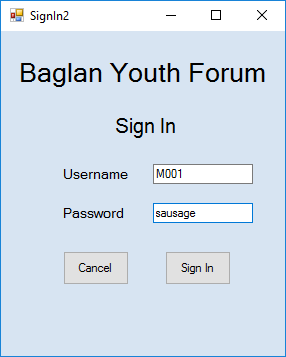 SignIn2
Baglan Youth Forum
Sign In
Username M001
Password sausage
Cancel Sign In